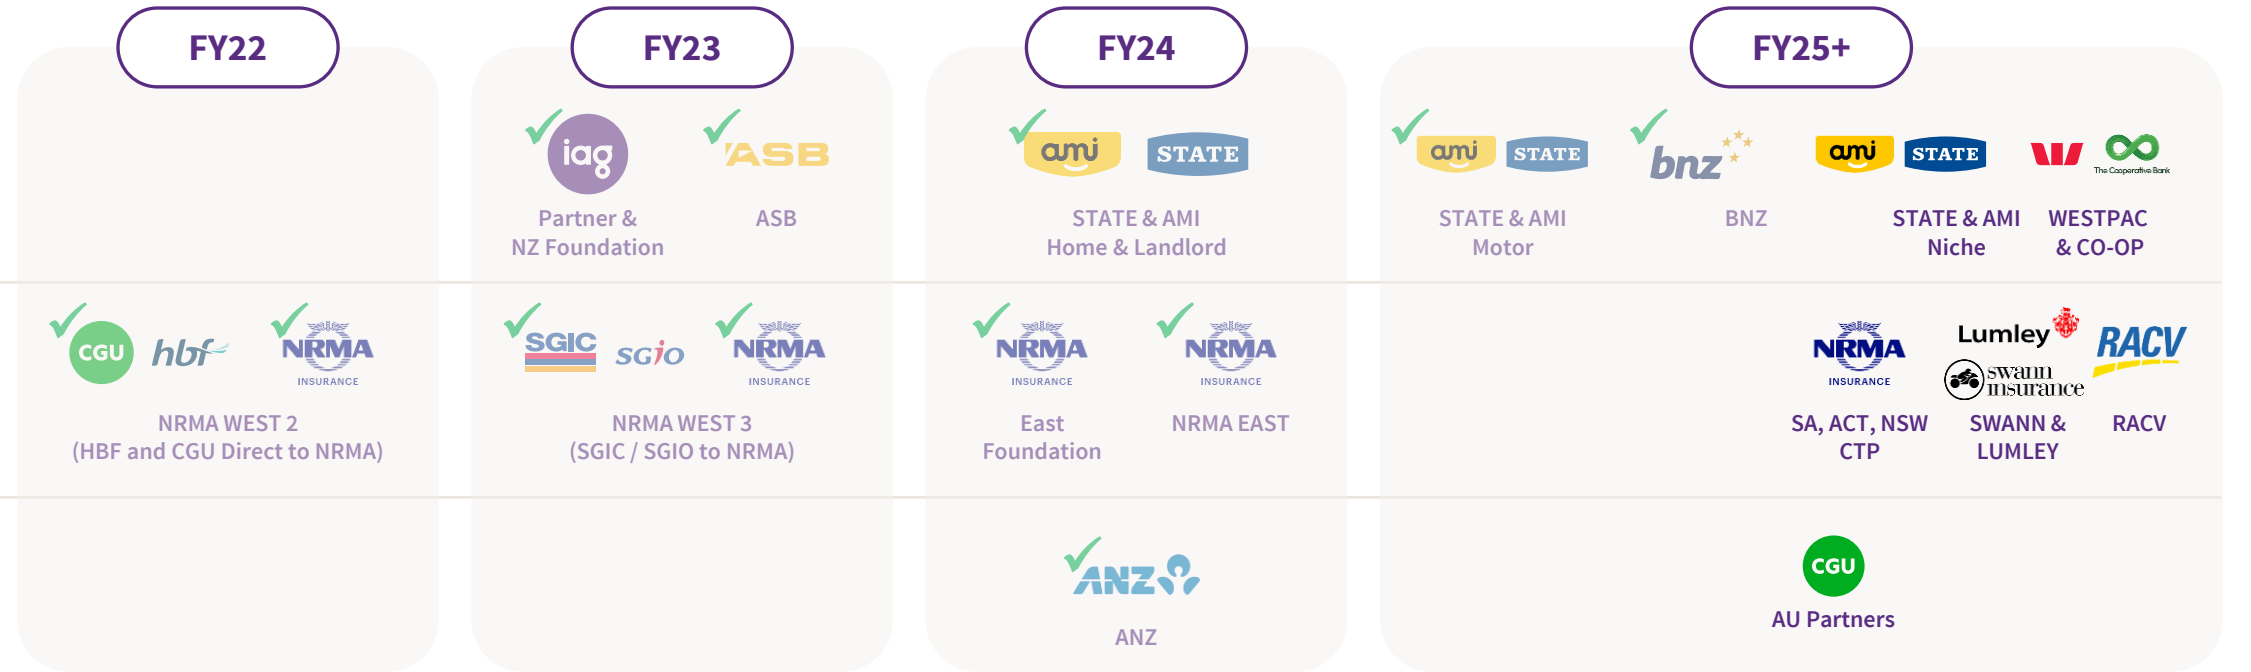 FY22
FY23
FY24
FY25+
iag
ASB
ami
STATE
ami
STATE
bnz
ami
STATE
The Cooperative Bank
Partner &
NZ Foundation
ASB
STATE & AMI
Home & Landlord
STATE & AMI
Motor
BNZ
STATE & AMI
Niche
WESTPAC
& CO-OP
CGU
hbf
NRMA
INSURANCE
SGIC
SGIO
NRMA
INSURANCE
NRMA
INSURANCE
NRMA
INSURANCE
NRMA
INSURANCE
Lumley
swann
insurance
RACV
NRMA WEST 2
(HBF and CGU Direct to NRMA)
NRMA WEST 3
(SGIC / SGIO to NRMA)
East
Foundation
NRMA EAST
SA, ACT, NSW
CTP
SWANN &
LUMLEY
RACV
ANZ
ANZ
CGU
AU Partners